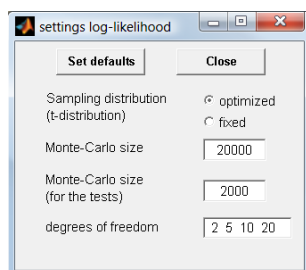 settings log-likelihood
Set defaults Close
Sampling distribution optimized
(t-distribution) fixed
Monte-Carlo size 20000
Monte-Carlo size
(for the tests) 2000
degrees of freedom 2 5 10 20